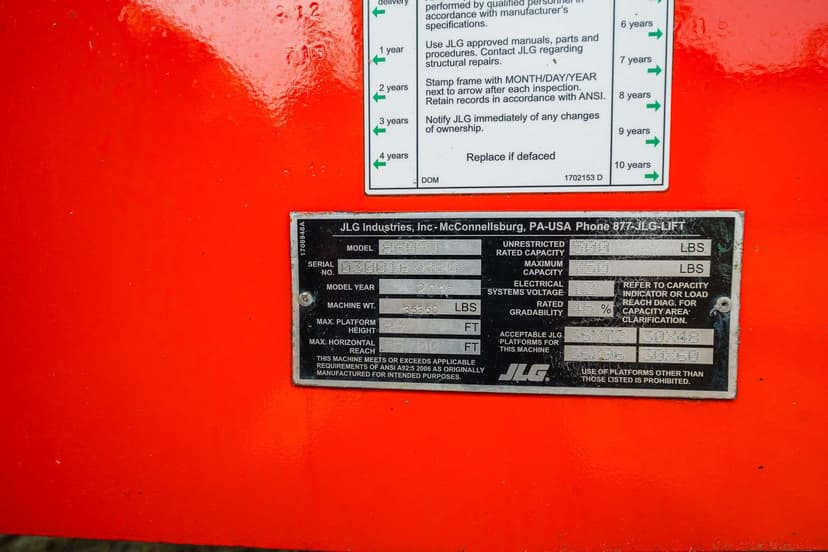 delivery
1 year
2 years
3 years
4 years
performed by qualified personnel in
accordance with manufacturer's
specifications.
Use JLG approved manuals, parts and
procedures. Contact JLG regarding
structural repairs.
Stamp frame with MONTH/DAY/YEAR
next to arrow after each inspection.
Retain records in accordance with ANSI.
Notify JLG immediately of any changes
of ownership.
Replace if defaced
DOM 1702153 D
6 years
7 years
8 years
9 years
10 years
1706948A
JLG Industries, Inc - McConnellsburg, PA-USA Phone 877-JLG-LIFT
MODEL
SERIAL
NO.
MODEL YEAR
MACHINE WT. LBS
MAX. PLATFORM
HEIGHT FT
MAX. HORIZONTAL
REACH FT
THIS MACHINE MEETS OR EXCEEDS APPLICABLE
REQUIREMENTS OF ANSI A92:5 2006 AS ORIGINALLY
MANUFACTURED FOR INTENDED PURPOSES.
UNRESTRICTED
RATED CAPACITY LBS
MAXIMUM
CAPACITY LBS
ELECTRICAL
SYSTEMS VOLTAGE
RATED
GRADABILITY %
REFER TO CAPACITY
INDICATOR OR LOAD
REACH DIAG. FOR
CAPACITY AREA
CLARIFICATION.
ACCEPTABLE JLG
PLATFORMS FOR
THIS MACHINE
JLG
USE OF PLATFORMS OTHER THAN
THOSE LISTED IS PROHIBITED.